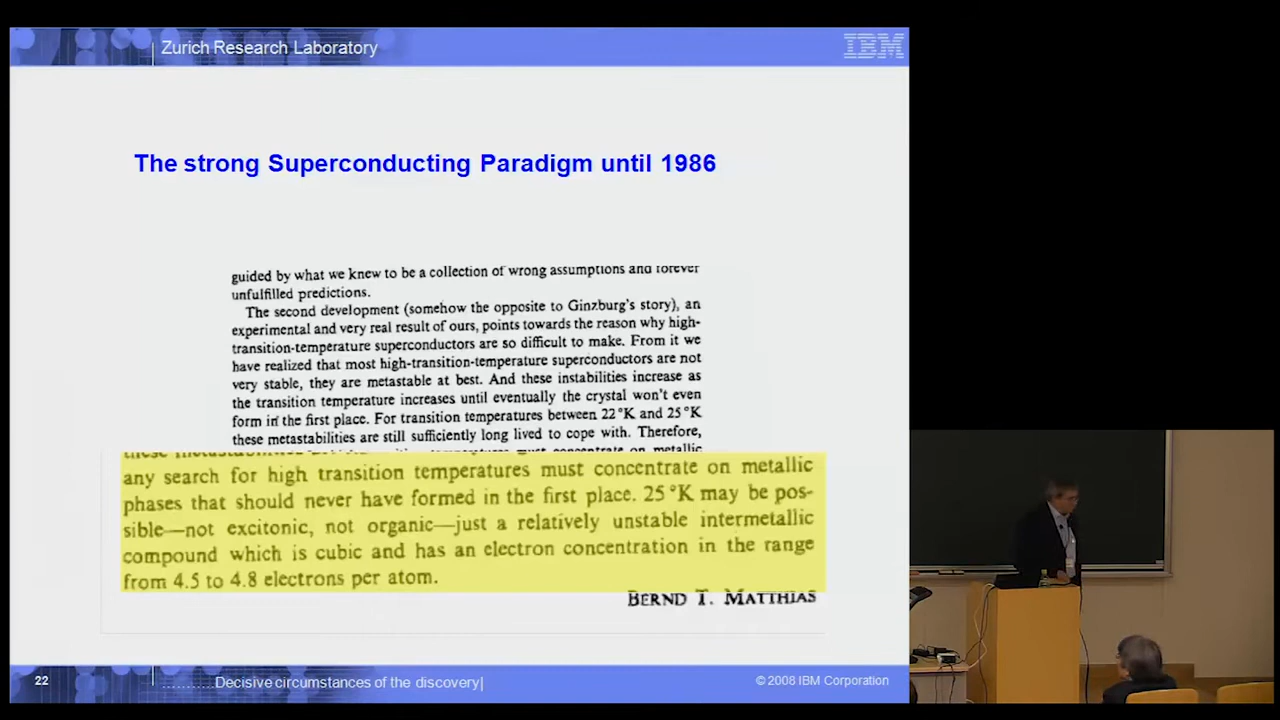 Zurich Research Laboratory
IBM
The strong Superconducting Paradigm until 1986
guided by what we knew to be a collection of wrong assumptions and forever
unfulfilled predictions.
The second development (somehow the opposite to Ginzburg's story), an
experimental and very real result of ours, points towards the reason why high-
transition-temperature superconductors are so difficult to make. From it we
have realized that most high-transition-temperature superconductors are not
very stable, they are metastable at best. And these instabilities increase as
the transition temperature increases until eventually the crystal won't even
form in the first place. For transition temperatures between 22°K and 25°K
these metastabilities are still sufficiently long lived to cope with. Therefore,
any search for high transition temperatures must concentrate on metallic
phases that should never have formed in the first place. 25°K may be pos-
sible—not excitonic, not organic—just a relatively unstable intermetallic
compound which is cubic and has an electron concentration in the range
from 4.5 to 4.8 electrons per atom.
BERND T. MATTHIAS
22
...........Decisive circumstances of the discovery|
© 2008 IBM Corporation